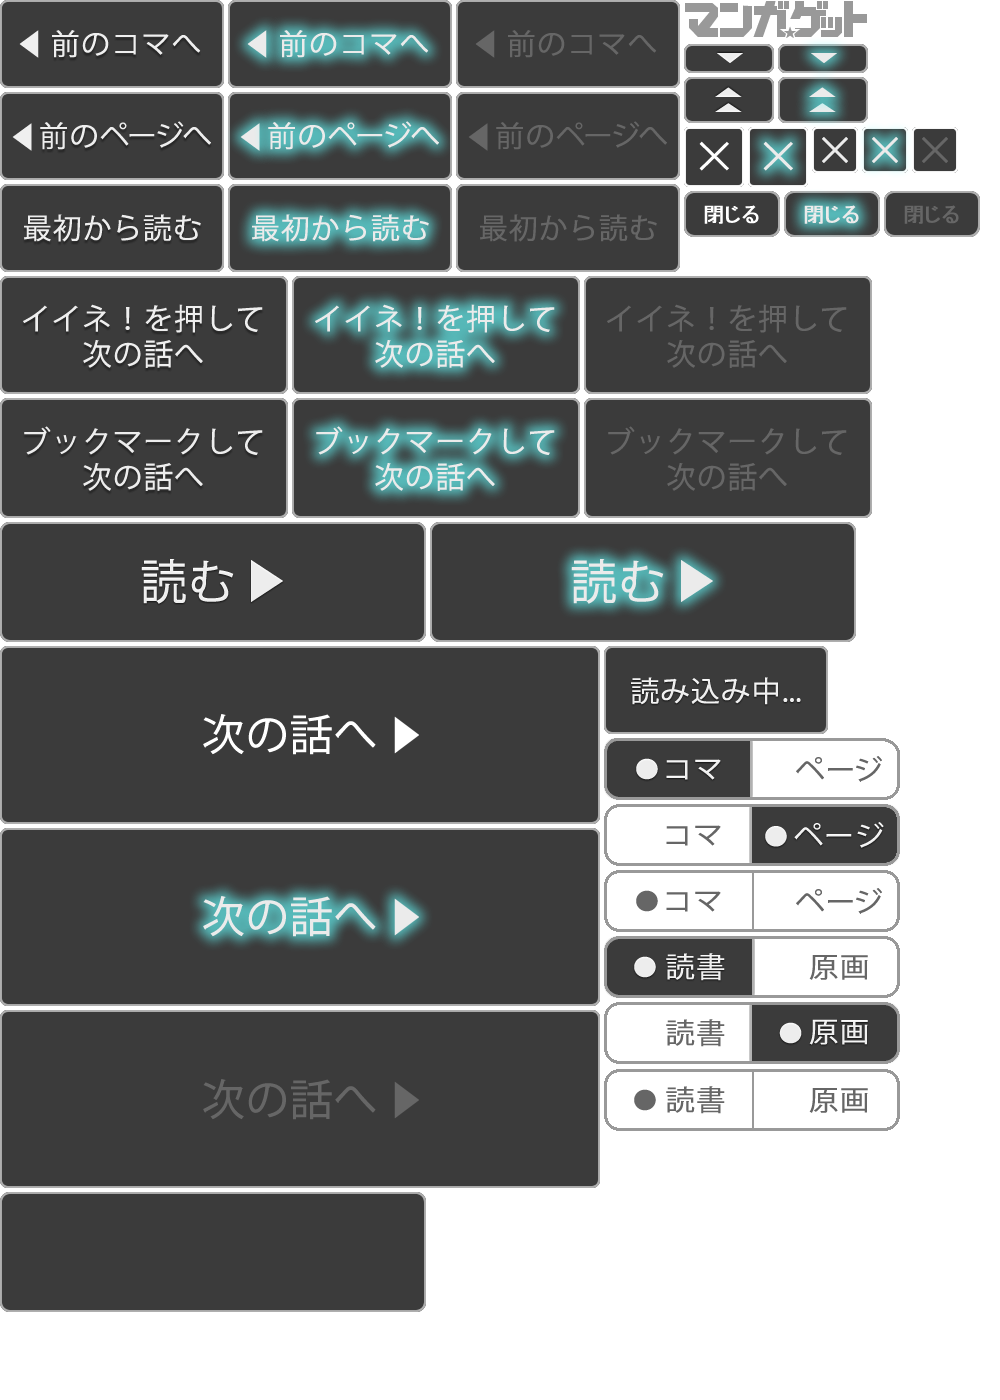 ◀ 前のコマへ ◀ 前のコマへ ◀ 前のコマへ
マンガ☆ゲット
◀ 前のページへ ◀ 前のページへ ◀ 前のページへ
最初から読む 最初から読む 最初から読む
閉じる 閉じる 閉じる
イイネ！を押して イイネ！を押して イイネ！を押して
次の話へ 次の話へ 次の話へ
ブックマークして ブックマークして ブックマークして
次の話へ 次の話へ 次の話へ
読む ▶ 読む ▶
次の話へ ▶
読み込み中...
●コマ ページ
コマ ●ページ
●コマ ページ
次の話へ ▶
● 読書 原画
読書 ● 原画
● 読書 原画
次の話へ ▶